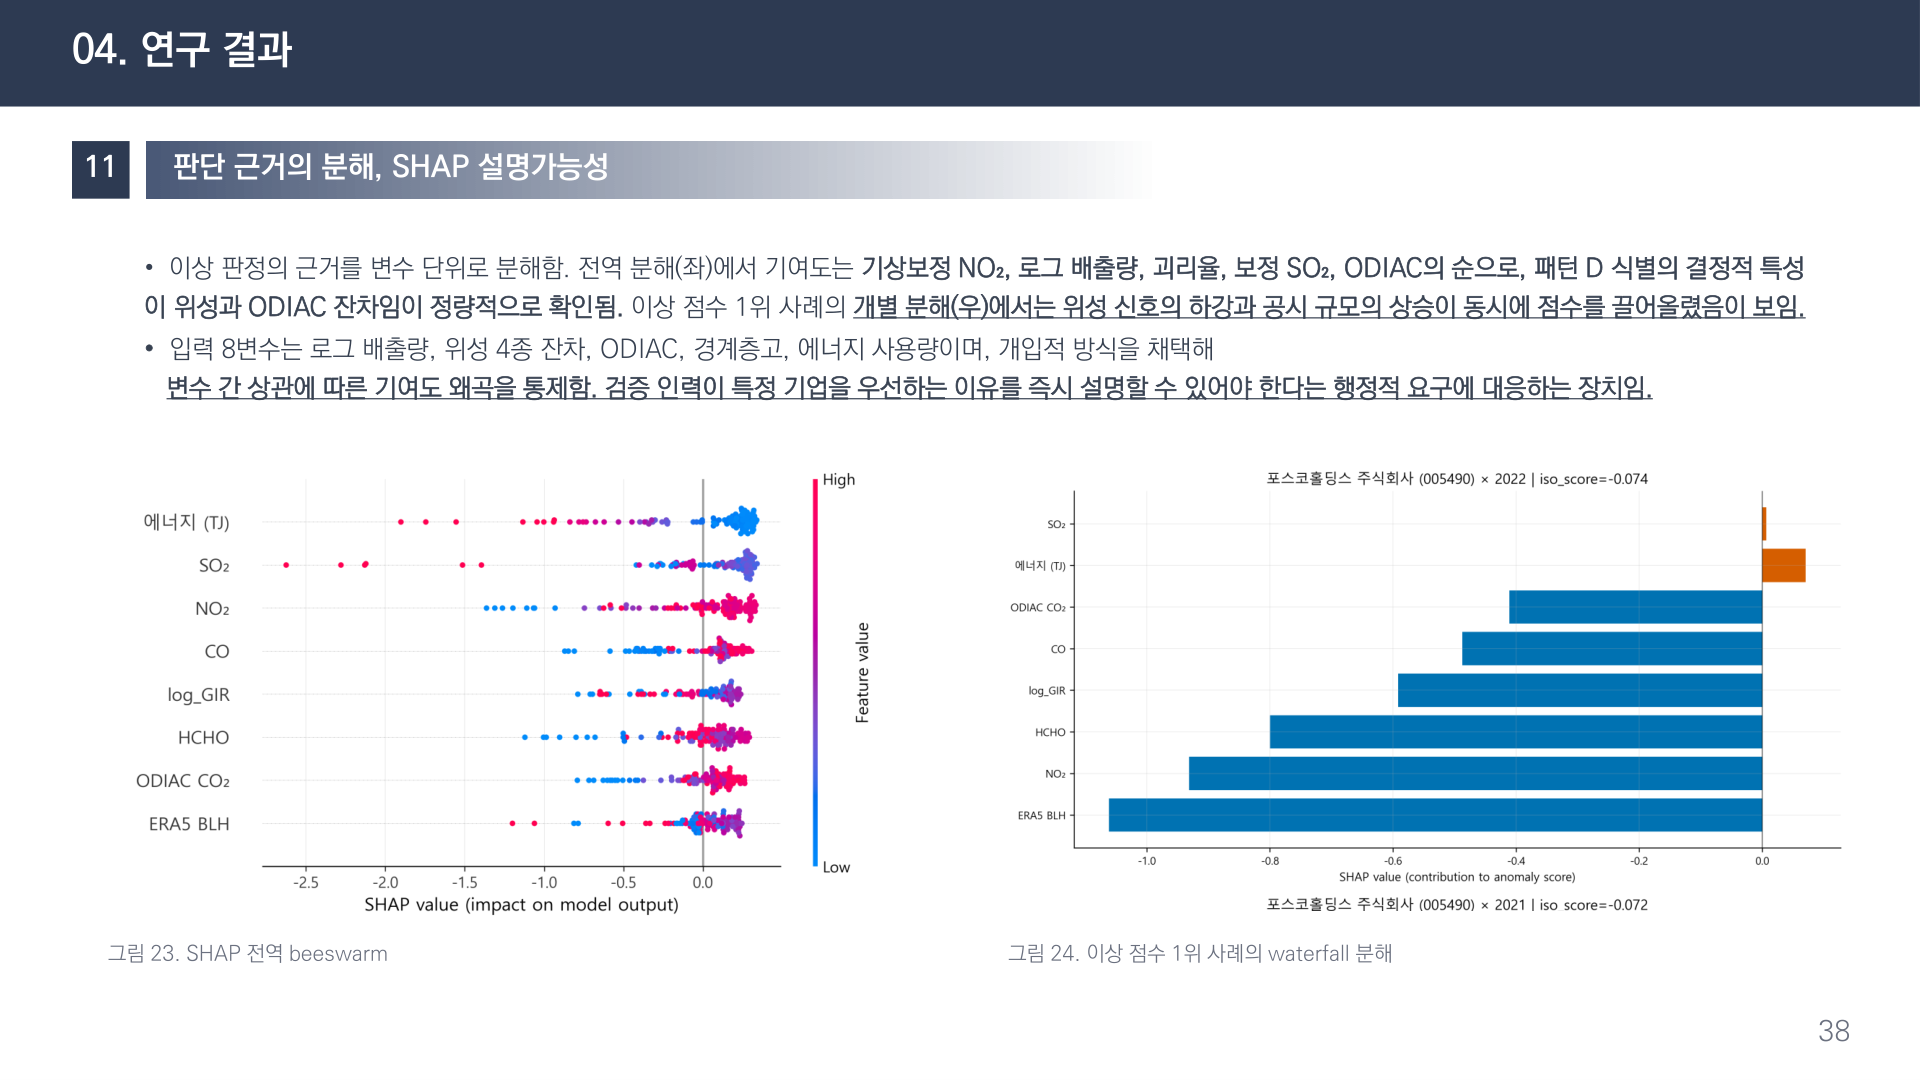 04. 연구 결과
11
판단 근거의 분해, SHAP 설명가능성
• 이상 판정의 근거를 변수 단위로 분해함. 전역 분해(좌)에서 기여도는 기상보정 NO₂, 로그 배출량, 괴리율, 보정 SO₂, ODIAC의 순으로, 패턴 D 식별의 결정적 특성
이 위성과 ODIAC 잔차임이 정량적으로 확인됨. 이상 점수 1위 사례의 개별 분해(우)에서는 위성 신호의 하강과 공시 규모의 상승이 동시에 점수를 끌어올렸음이 보임.
• 입력 8변수는 로그 배출량, 위성 4종 잔차, ODIAC, 경계층고, 에너지 사용량이며, 개입적 방식을 채택해
변수 간 상관에 따른 기여도 왜곡을 통제함. 검증 인력이 특정 기업을 우선하는 이유를 즉시 설명할 수 있어야 한다는 행정적 요구에 대응하는 장치임.
에너지 (TJ)
SO₂
NO₂
CO
log_GIR
HCHO
ODIAC CO₂
ERA5 BLH
-2.5 -2.0 -1.5 -1.0 -0.5 0.0
SHAP value (impact on model output)
High
Feature value
Low
그림 23. SHAP 전역 beeswarm
포스코홀딩스 주식회사 (005490) × 2022 | iso_score=-0.074
SO₂
에너지 (TJ)
ODIAC CO₂
CO
log_GIR
HCHO
NO₂
ERA5 BLH
-1.0 -0.8 -0.6 -0.4 -0.2 0.0
SHAP value (contribution to anomaly score)
포스코홀딩스 주식회사 (005490) × 2021 | iso_score=-0.072
그림 24. 이상 점수 1위 사례의 waterfall 분해
38